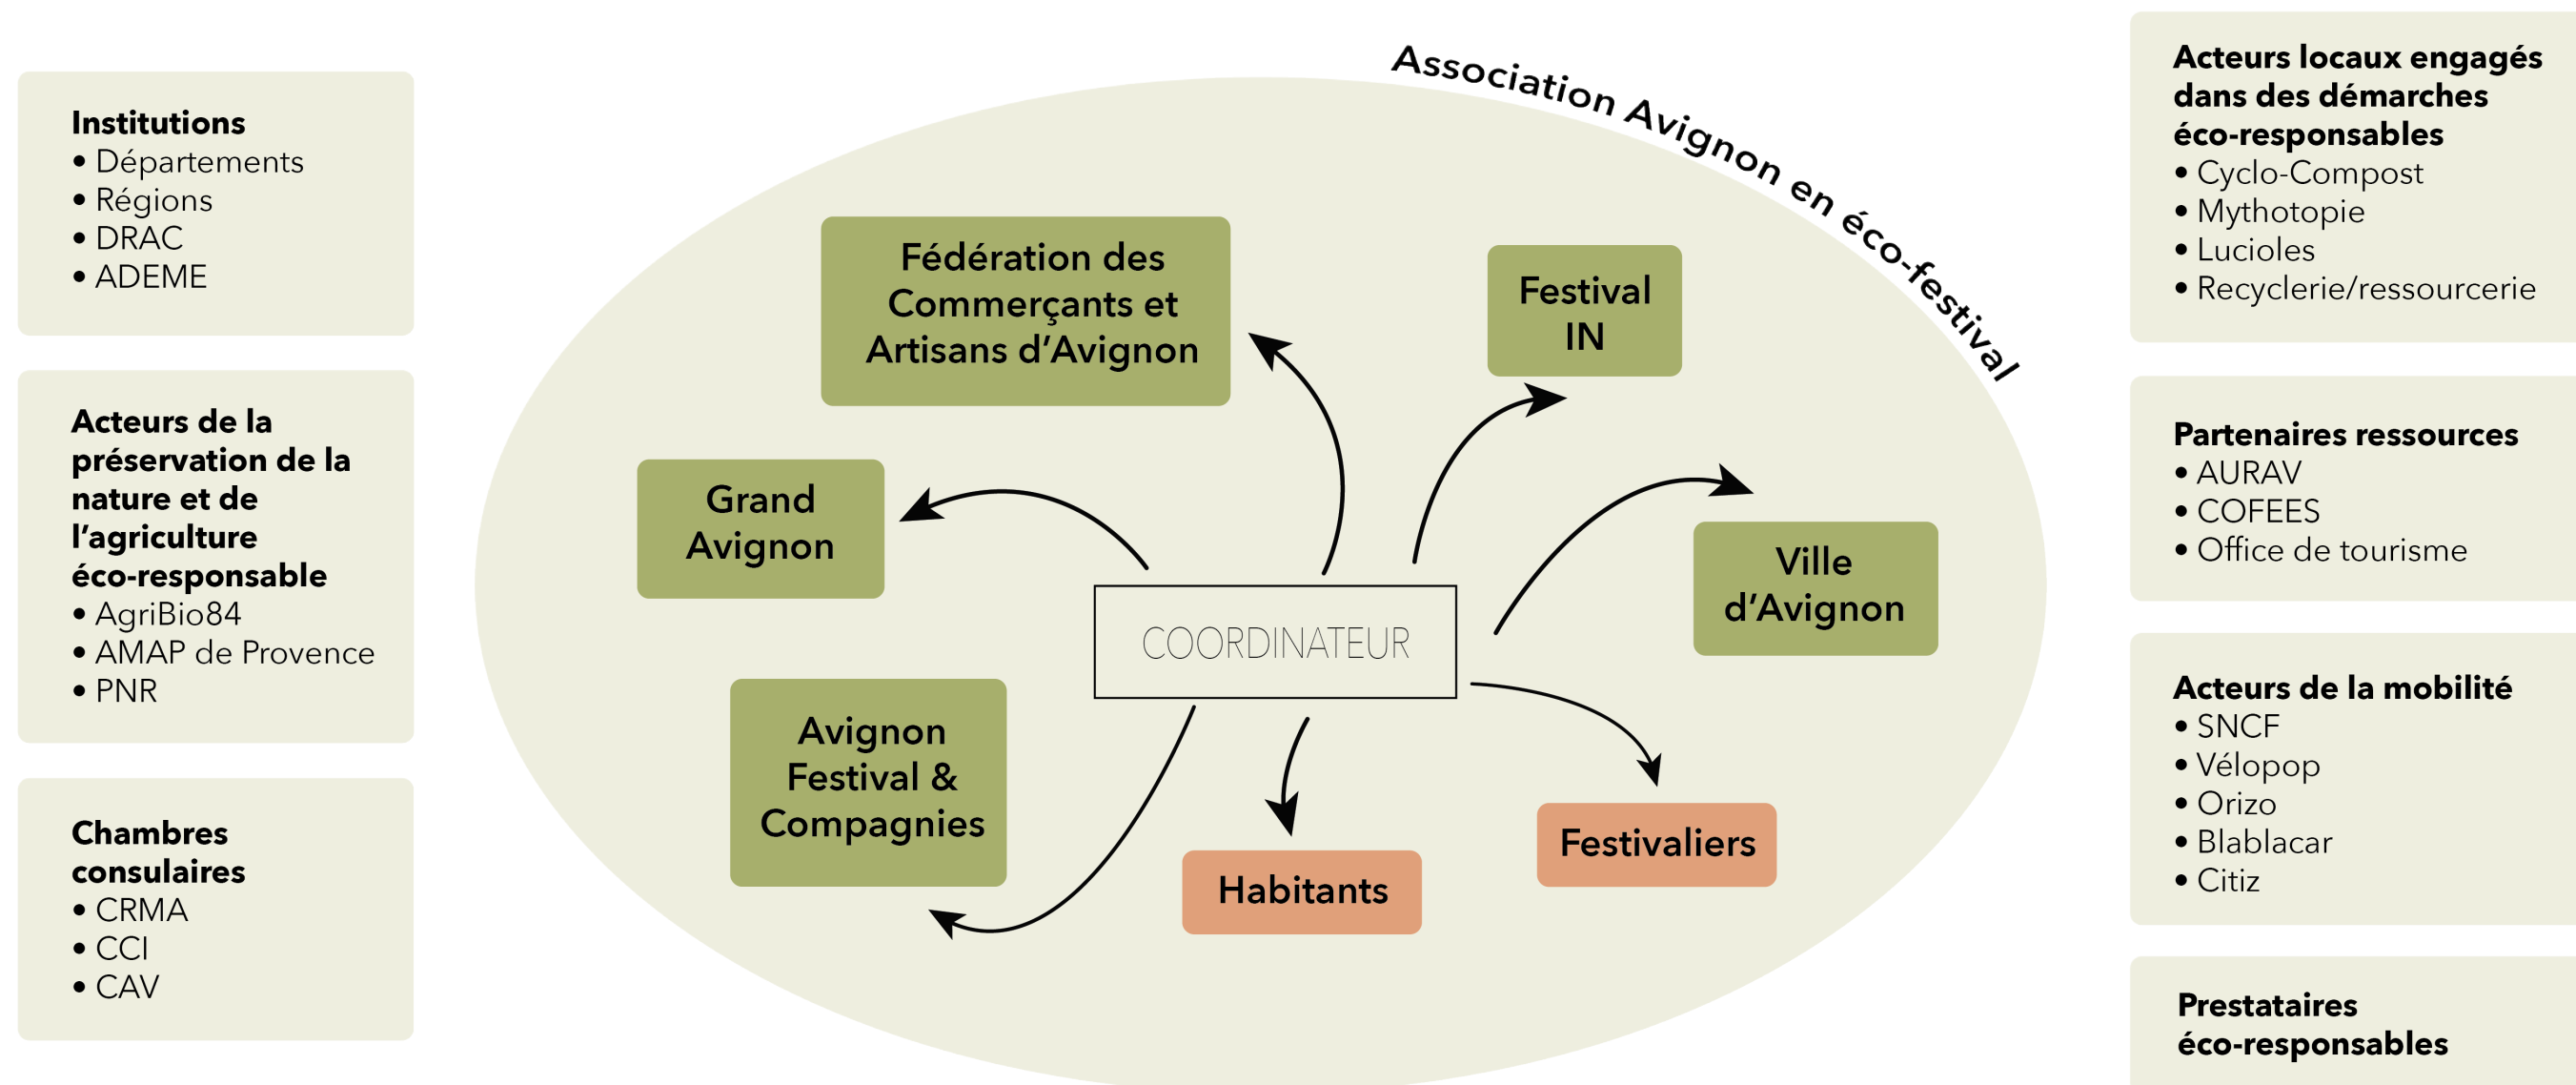 Institutions
• Départements
• Régions
• DRAC
• ADEME
Acteurs de la
préservation de la
nature et de
l’agriculture
éco-responsable
• AgriBio84
• AMAP de Provence
• PNR
Chambres
consulaires
• CRMA
• CCI
• CAV
Association Avignon en éco-festival
Fédération des
Commerçants et
Artisans d’Avignon
Festival
IN
Grand
Avignon
Ville
d’Avignon
COORDINATEUR
Avignon
Festival &
Compagnies
Habitants
Festivaliers
Acteurs locaux engagés
dans des démarches
éco-responsables
• Cyclo-Compost
• Mythotopie
• Lucioles
• Recyclerie/ressourcerie
Partenaires ressources
• AURAV
• COFEES
• Office de tourisme
Acteurs de la mobilité
• SNCF
• Vélopop
• Orizo
• Blablacar
• Citiz
Prestataires
éco-responsables